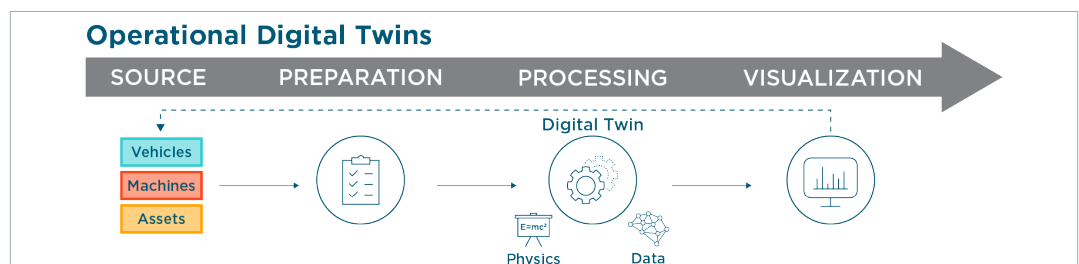 Operational Digital Twins
SOURCE PREPARATION PROCESSING VISUALIZATION
Digital Twin
Vehicles
Machines
Assets
E=mc²
Physics Data